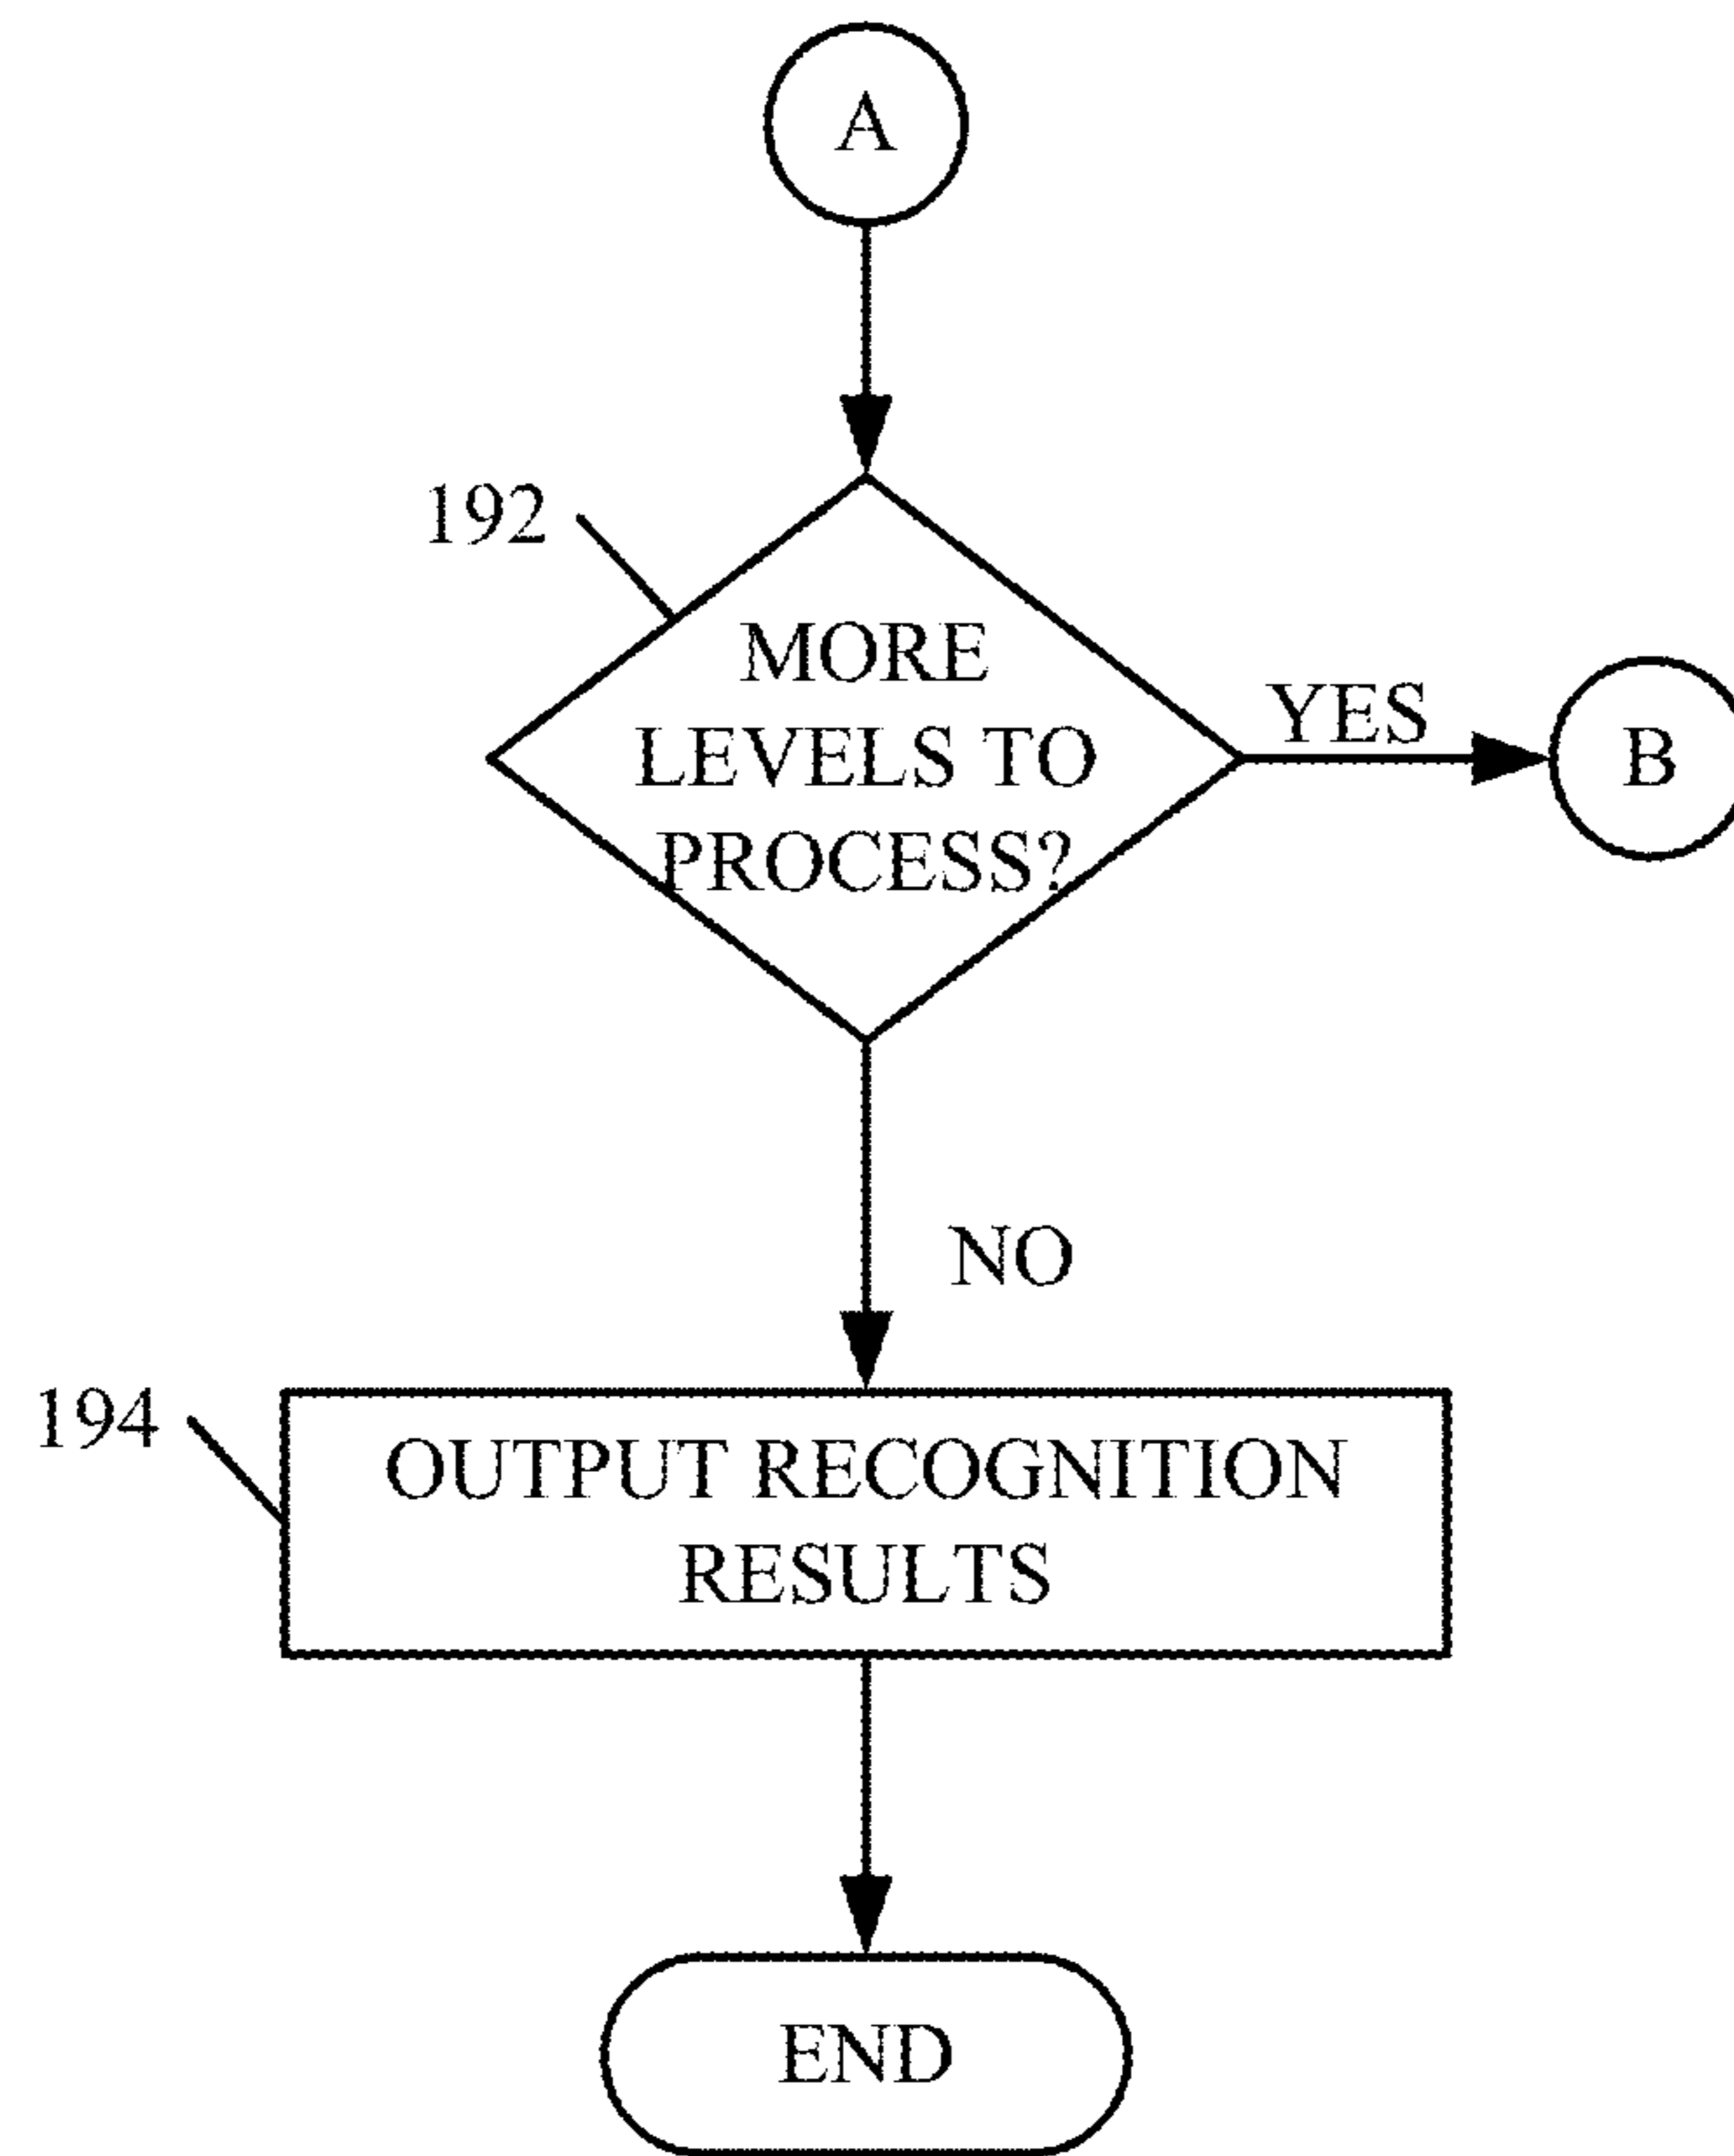 A
192
MORE
LEVELS TO
PROCESS?
YES
B
NO
194
OUTPUT RECOGNITION
RESULTS
END